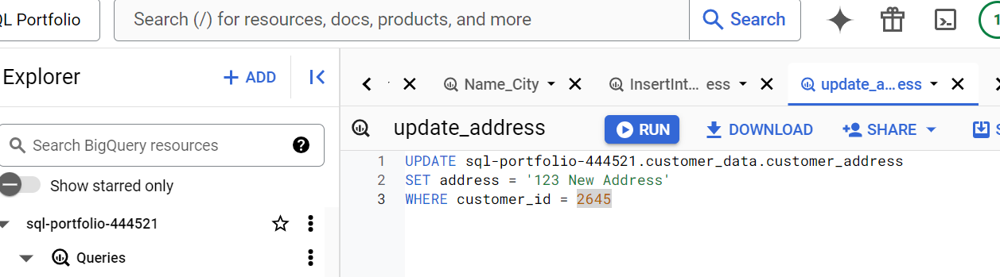 QL Portfolio
Search (/) for resources, docs, products, and more
Search
1
Explorer
+ ADD
Name_City
InsertInt... ess
update_a...ess
Search BigQuery resources
?
update_address
RUN
DOWNLOAD
SHARE
S
Show starred only
1 UPDATE sql-portfolio-444521.customer_data.customer_address
2 SET address = '123 New Address'
3 WHERE customer_id = 2645
sql-portfolio-444521
Queries